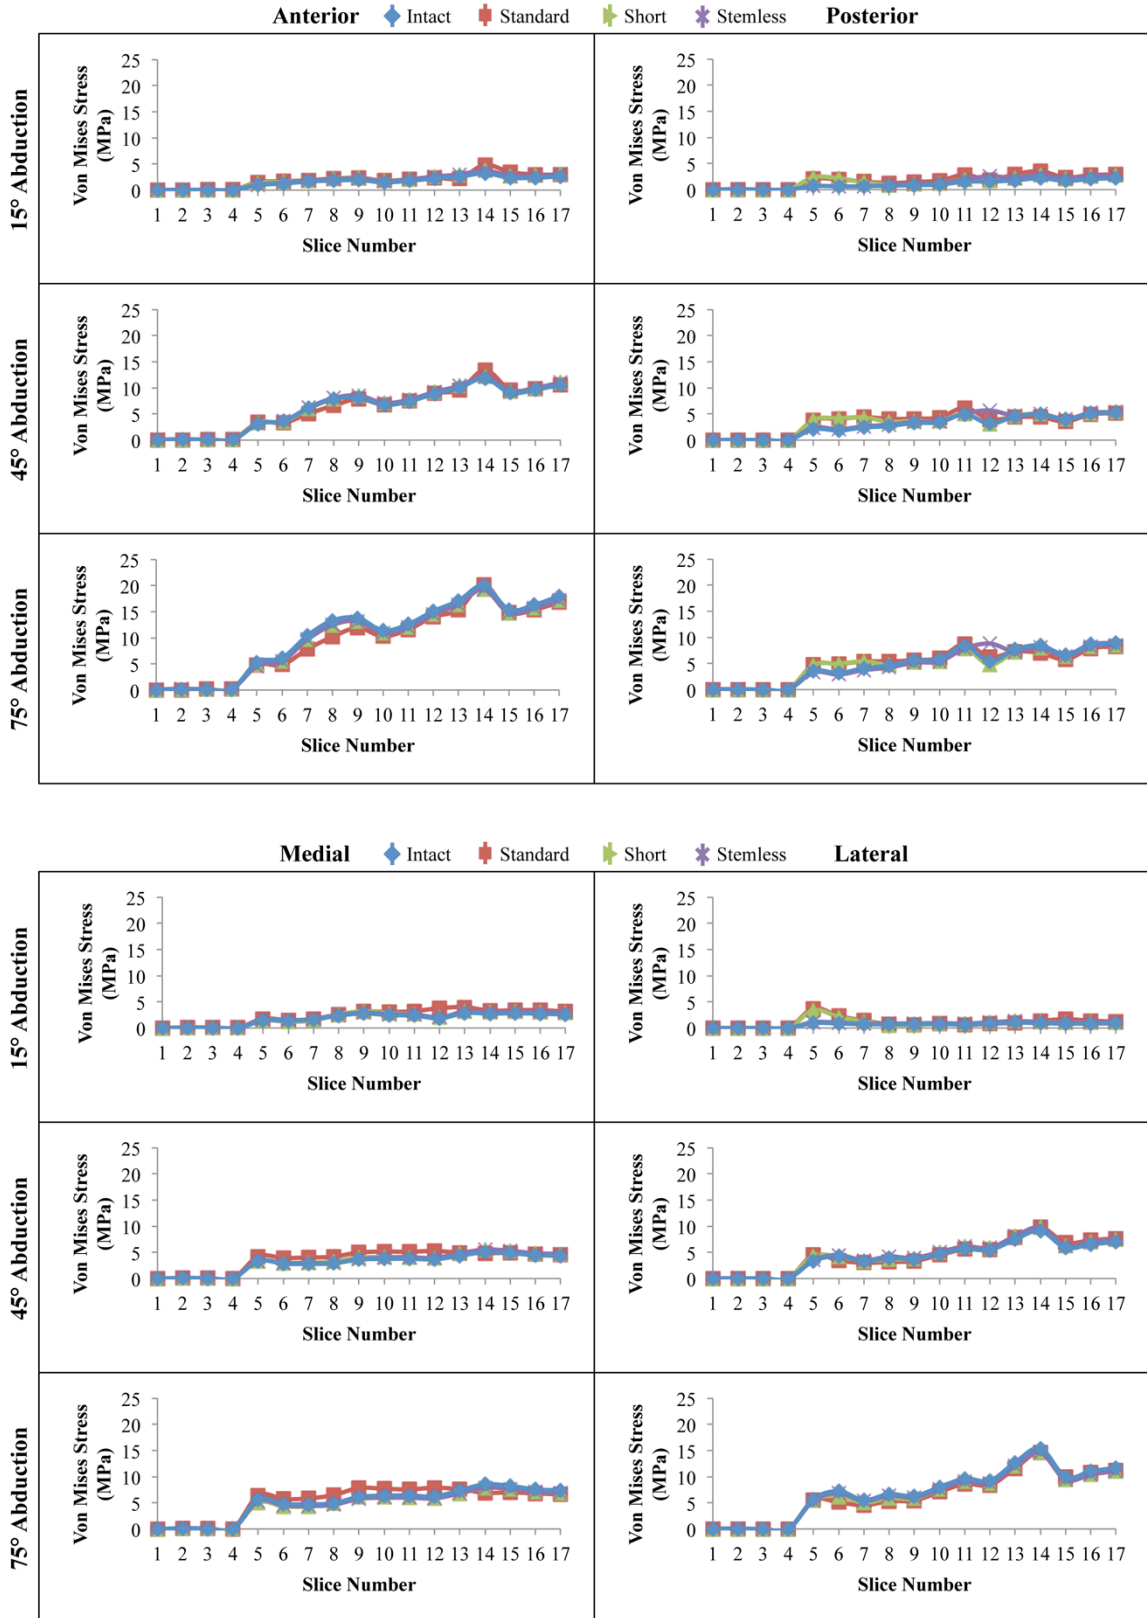 Anterior Intact Standard Short Stemless Posterior
15° Abduction
Von Mises Stress
(MPa)
25
20
15
10
5
0
1 2 3 4 5 6 7 8 9 10 11 12 13 14 15 16 17
Slice Number
Von Mises Stress
(MPa)
25
20
15
10
5
0
1 2 3 4 5 6 7 8 9 10 11 12 13 14 15 16 17
Slice Number
45° Abduction
Von Mises Stress
(MPa)
25
20
15
10
5
0
1 2 3 4 5 6 7 8 9 10 11 12 13 14 15 16 17
Slice Number
Von Mises Stress
(MPa)
25
20
15
10
5
0
1 2 3 4 5 6 7 8 9 10 11 12 13 14 15 16 17
Slice Number
75° Abduction
Von Mises Stress
(MPa)
25
20
15
10
5
0
1 2 3 4 5 6 7 8 9 10 11 12 13 14 15 16 17
Slice Number
Von Mises Stress
(MPa)
25
20
15
10
5
0
1 2 3 4 5 6 7 8 9 10 11 12 13 14 15 16 17
Slice Number
Medial Intact Standard Short Stemless Lateral
15° Abduction
Von Mises Stress
(MPa)
25
20
15
10
5
0
1 2 3 4 5 6 7 8 9 10 11 12 13 14 15 16 17
Slice Number
Von Mises Stress
(MPa)
25
20
15
10
5
0
1 2 3 4 5 6 7 8 9 10 11 12 13 14 15 16 17
Slice Number
45° Abduction
Von Mises Stress
(MPa)
25
20
15
10
5
0
1 2 3 4 5 6 7 8 9 10 11 12 13 14 15 16 17
Slice Number
Von Mises Stress
(MPa)
25
20
15
10
5
0
1 2 3 4 5 6 7 8 9 10 11 12 13 14 15 16 17
Slice Number
75° Abduction
Von Mises Stress
(MPa)
25
20
15
10
5
0
1 2 3 4 5 6 7 8 9 10 11 12 13 14 15 16 17
Slice Number
Von Mises Stress
(MPa)
25
20
15
10
5
0
1 2 3 4 5 6 7 8 9 10 11 12 13 14 15 16 17
Slice Number